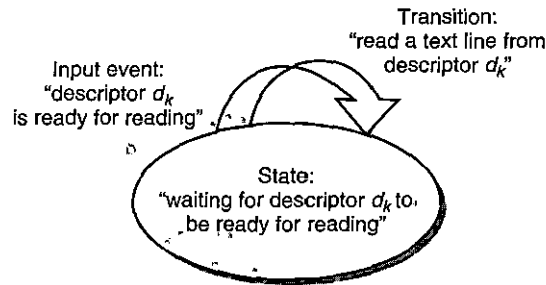 Transition:
“read a text line from
descriptor dₖ”
Input event:
“descriptor dₖ
is ready for reading”
State:
“waiting for descriptor dₖ to
be ready for reading”